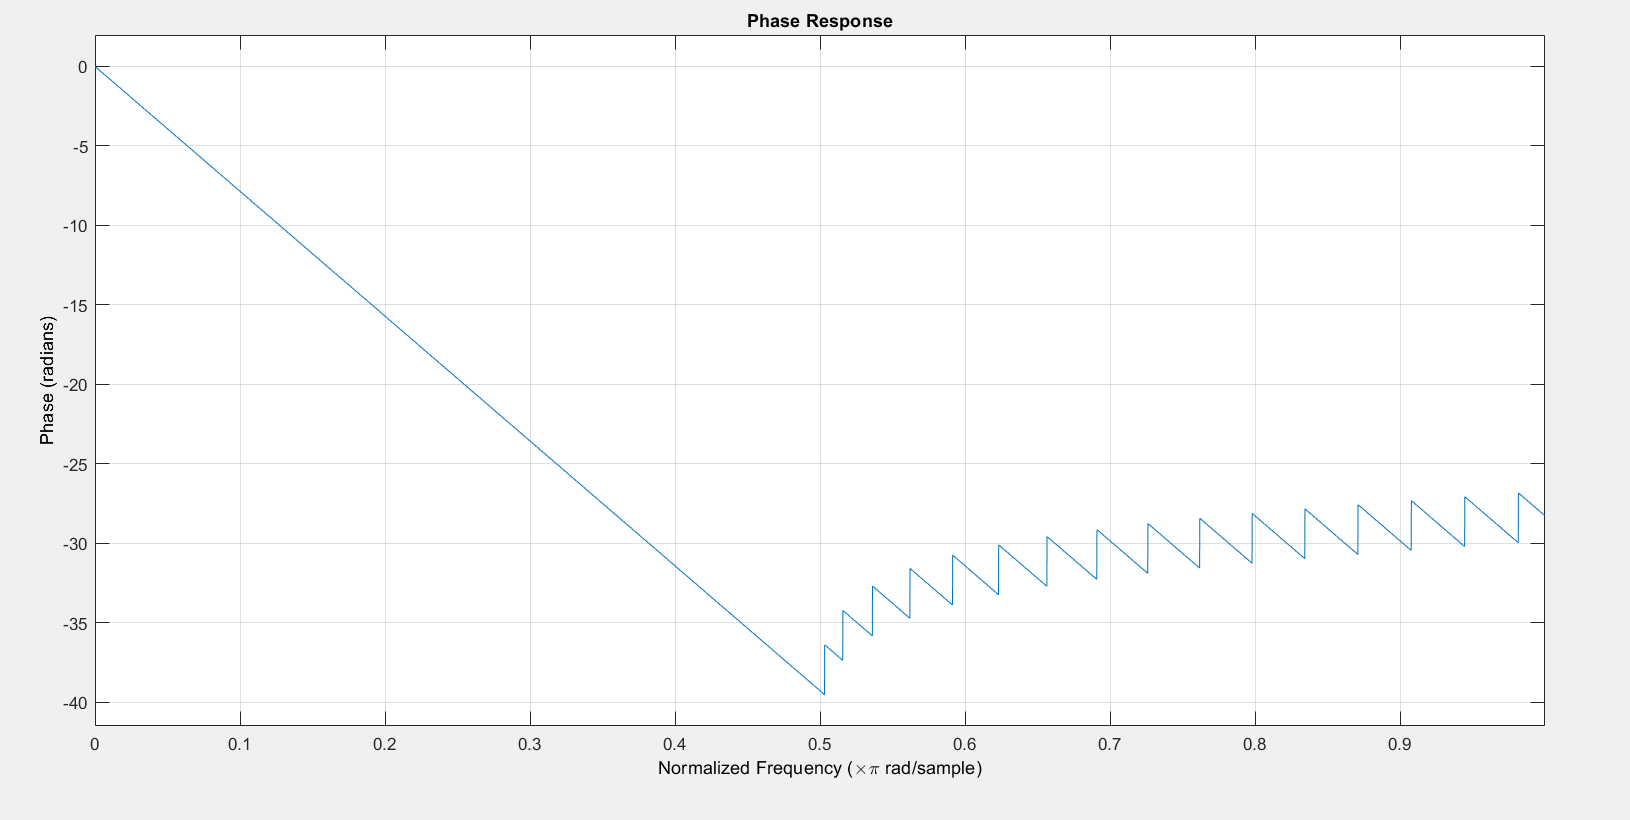 Phase Response
0
-5
-10
-15
-20
-25
-30
-35
-40
Phase (radians)
0 0.1 0.2 0.3 0.4 0.5 0.6 0.7 0.8 0.9
Normalized Frequency (×π rad/sample)